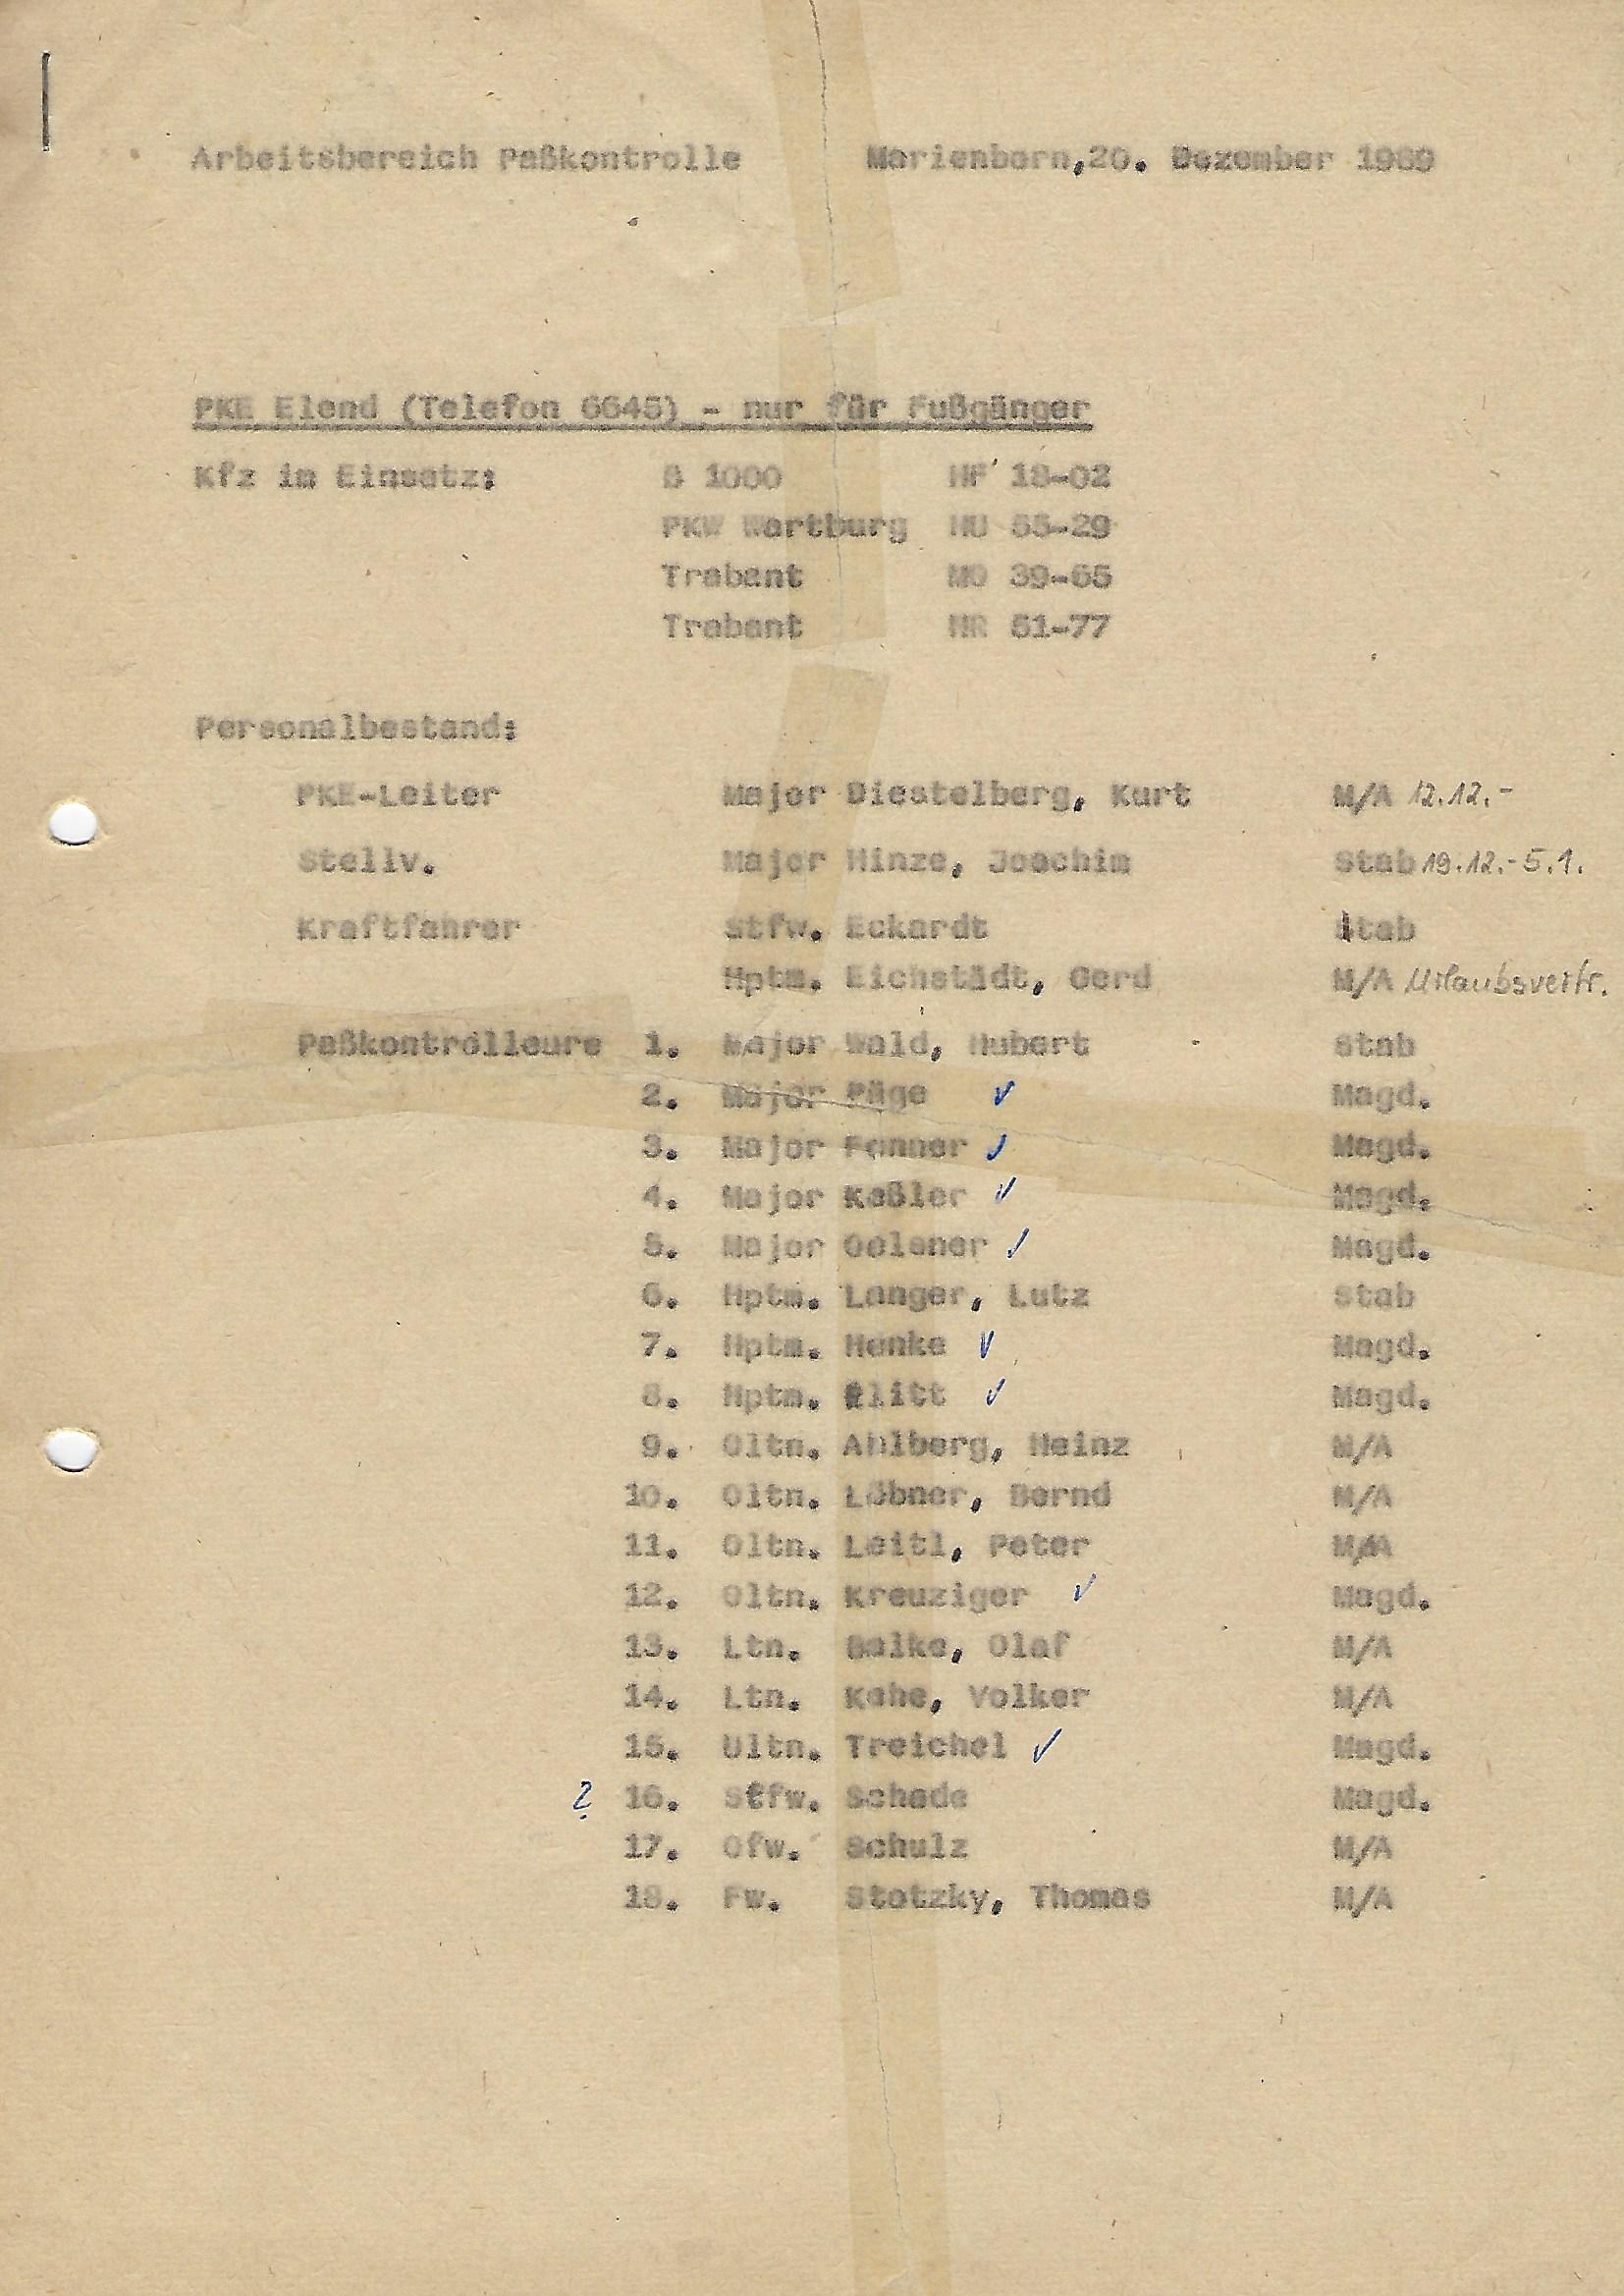 Arbeitsbereich Paßkontrolle Marienborn,20. Dezember 1989
PKE Elend (Telefon 6645) - nur für Fußgänger
Kfz im Einsatz: B 1000 HF 18-02
PKW Wartburg HU 55-29
Trabant MO 39-65
Trabant HR 51-77
Personalbestand:
PKE-Leiter Major Diestelberg, Kurt M/A 12.12.-
Stellv. Major Hinze, Joachim Stab 19.12.-5.1.
Kraftfahrer Stfw. Eckardt Stab
Hptm. Eichstädt, Gerd M/A Urlaubsvertr.
Paßkontrolleure 1. Major Wald, Hubert Stab
2. Major Püge ✓ Magd.
3. Major Fenner ✓ Magd.
4. Major Keßler ✓ Magd.
5. Major Oelsner ✓ Magd.
6. Hptm. Langer, Lutz Stab
7. Hptm. Henke ✓ Magd.
8. Hptm. ✓ Magd.
9. Oltn. Ahlberg, Heinz M/A
10. Oltn. Löbner, Bernd M/A
11. Oltn. Leitl, Peter M/A
12. Oltn. Kreuziger ✓ Magd.
13. Ltn. Balke, Olaf M/A
14. Ltn. Kahe, Volker M/A
15. Ultn. Treichel ✓ Magd.
? 16. Stfw. Schade Magd.
17. Ofw. Schulz M/A
18. Fw. Stotzky, Thomas M/A